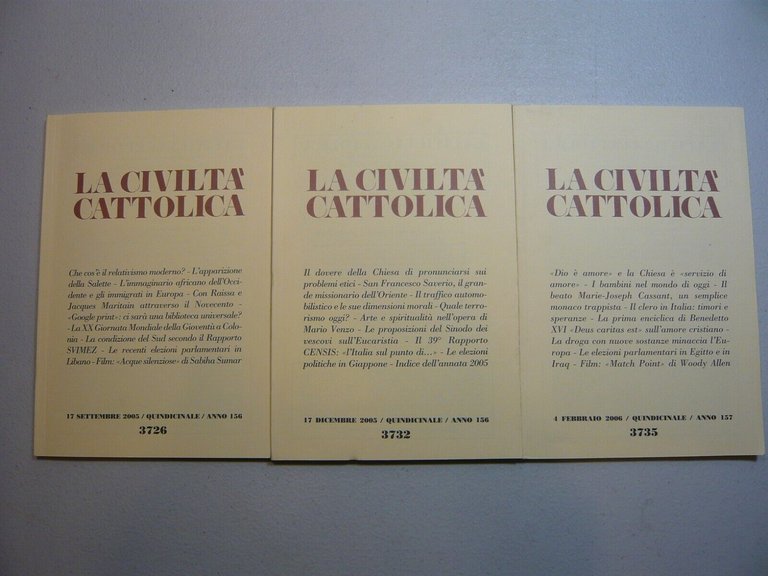 LA CIVILTÀ
CATTOLICA
Che cos'è il relativismo moderno? - L'apparizione
della Salette - L'immaginario africano dell'Occi-
dente e gli immigrati in Europa - Con Raïssa e
Jacques Maritain attraverso il Novecento -
«Google print»: ci sarà una biblioteca universale?
- La XX Giornata Mondiale della Gioventù a Colo-
nia - La condizione del Sud secondo il Rapporto
SVIMEZ - Le recenti elezioni parlamentari in
Libano - Film: «Acque silenziose» di Sabiha Sumar
17 SETTEMBRE 2005 / QUINDICINALE / ANNO 156
3726
LA CIVILTÀ
CATTOLICA
Il dovere della Chiesa di pronunciarsi sui
problemi etici - San Francesco Saverio, il gran-
de missionario dell'Oriente - Il traffico automo-
bilistico e le sue dimensioni morali - Quale terro-
rismo oggi? - Arte e spiritualità nell'opera di
Mario Venzo - Le proposizioni del Sinodo dei
vescovi sull'Eucaristia - Il 39° Rapporto
CENSIS: «l'Italia sul punto di...» - Le elezioni
politiche in Giappone - Indice dell'annata 2005
17 DICEMBRE 2005 / QUINDICINALE / ANNO 156
3732
LA CIVILTÀ
CATTOLICA
«Dio è amore» e la Chiesa è «servizio di
amore» - I bambini nel mondo di oggi - Il
beato Marie-Joseph Cassant, un semplice
monaco trappista - Il clero in Italia: timori e
speranze - La prima enciclica di Benedetto
XVI «Deus caritas est» sull'amore cristiano -
La droga con nuove sostanze minaccia l'Eu-
ropa - Le elezioni parlamentari in Egitto e in
Iraq - Film: «Match Point» di Woody Allen
4 FEBBRAIO 2006 / QUINDICINALE / ANNO 157
3735